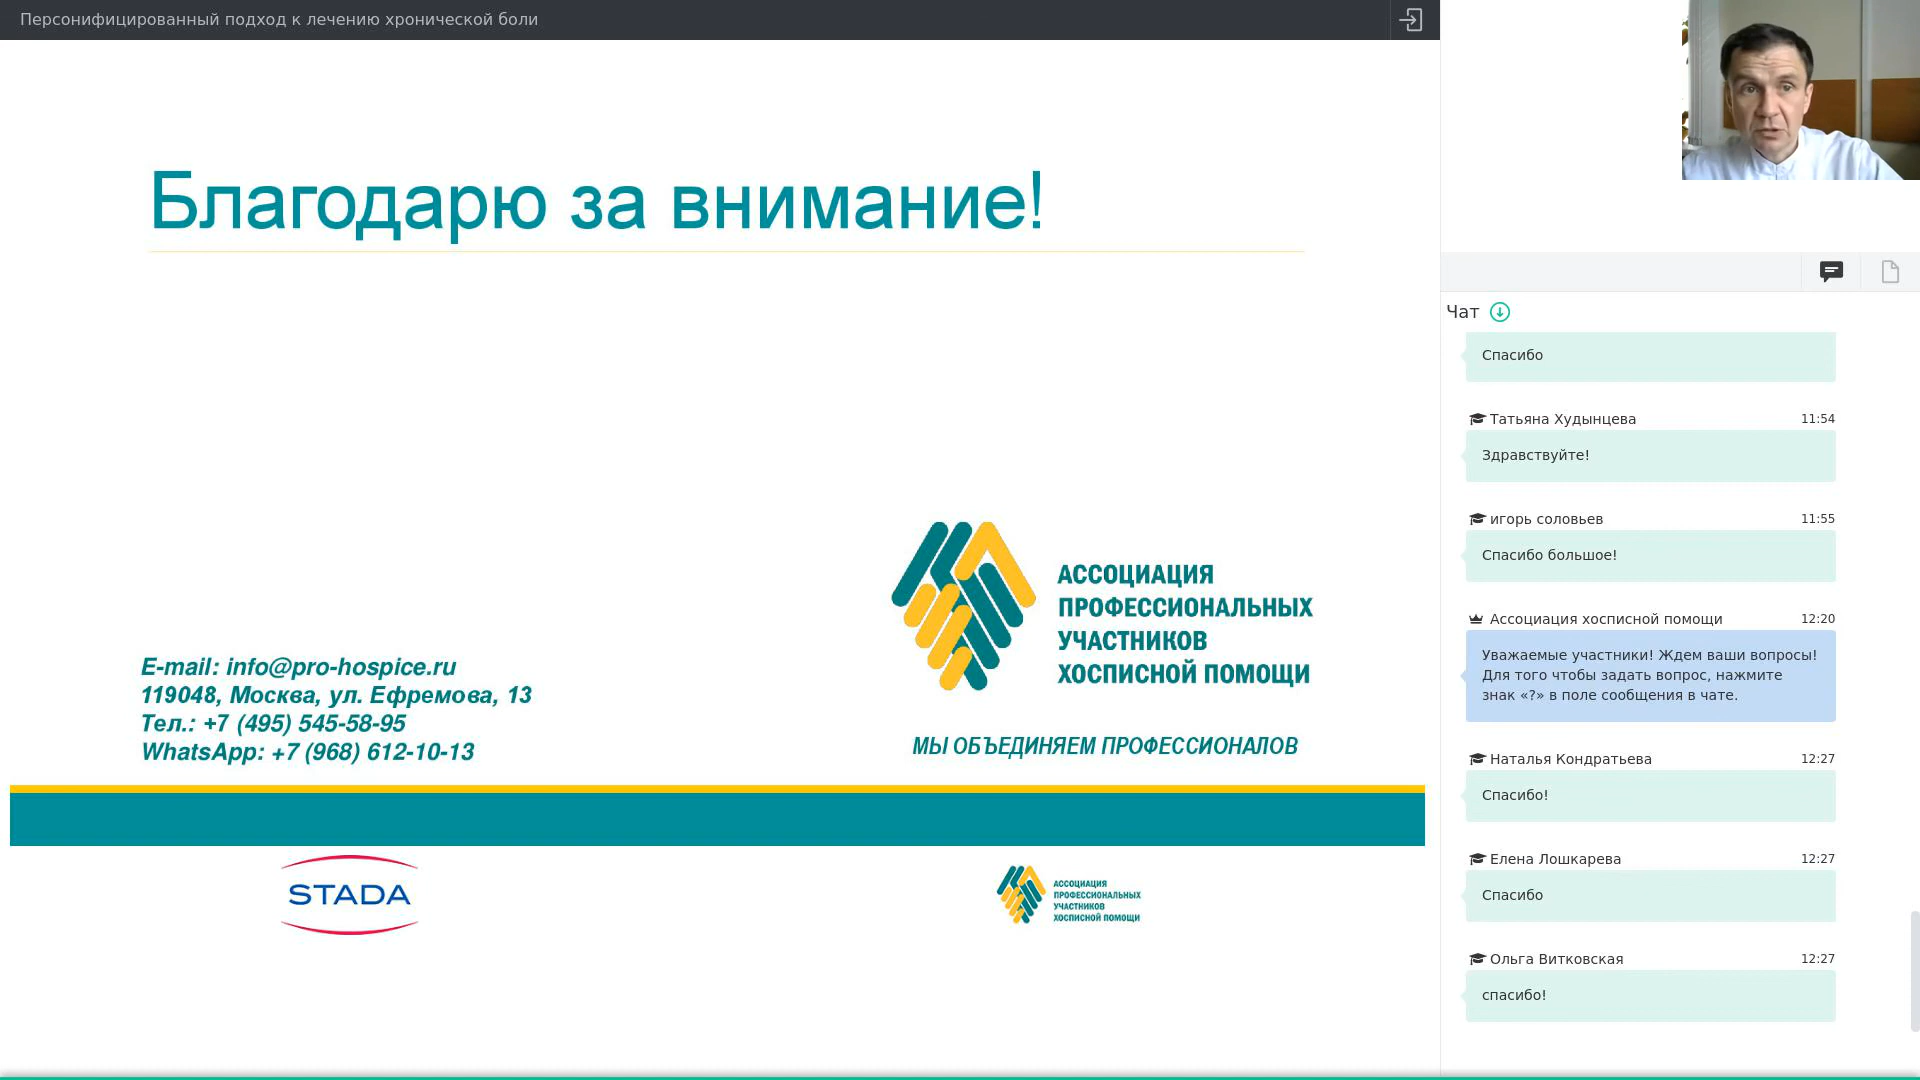 Персонифицированный подход к лечению хронической боли
Благодарю за внимание!
E-mail: info@pro-hospice.ru
119048, Москва, ул. Ефремова, 13
Тел.: +7 (495) 545-58-95
WhatsApp: +7 (968) 612-10-13
АССОЦИАЦИЯ
ПРОФЕССИОНАЛЬНЫХ
УЧАСТНИКОВ
ХОСПИСНОЙ ПОМОЩИ
МЫ ОБЪЕДИНЯЕМ ПРОФЕССИОНАЛОВ
STADA
АССОЦИАЦИЯ
ПРОФЕССИОНАЛЬНЫХ
УЧАСТНИКОВ
ХОСПИСНОЙ ПОМОЩИ
Чат
Спасибо
Татьяна Худынцева 11:54
Здравствуйте!
игорь соловьев 11:55
Спасибо большое!
Ассоциация хосписной помощи 12:20
Уважаемые участники! Ждем ваши вопросы!
Для того чтобы задать вопрос, нажмите
знак «?» в поле сообщения в чате.
Наталья Кондратьева 12:27
Спасибо!
Елена Лошкарева 12:27
Спасибо
Ольга Витковская 12:27
спасибо!